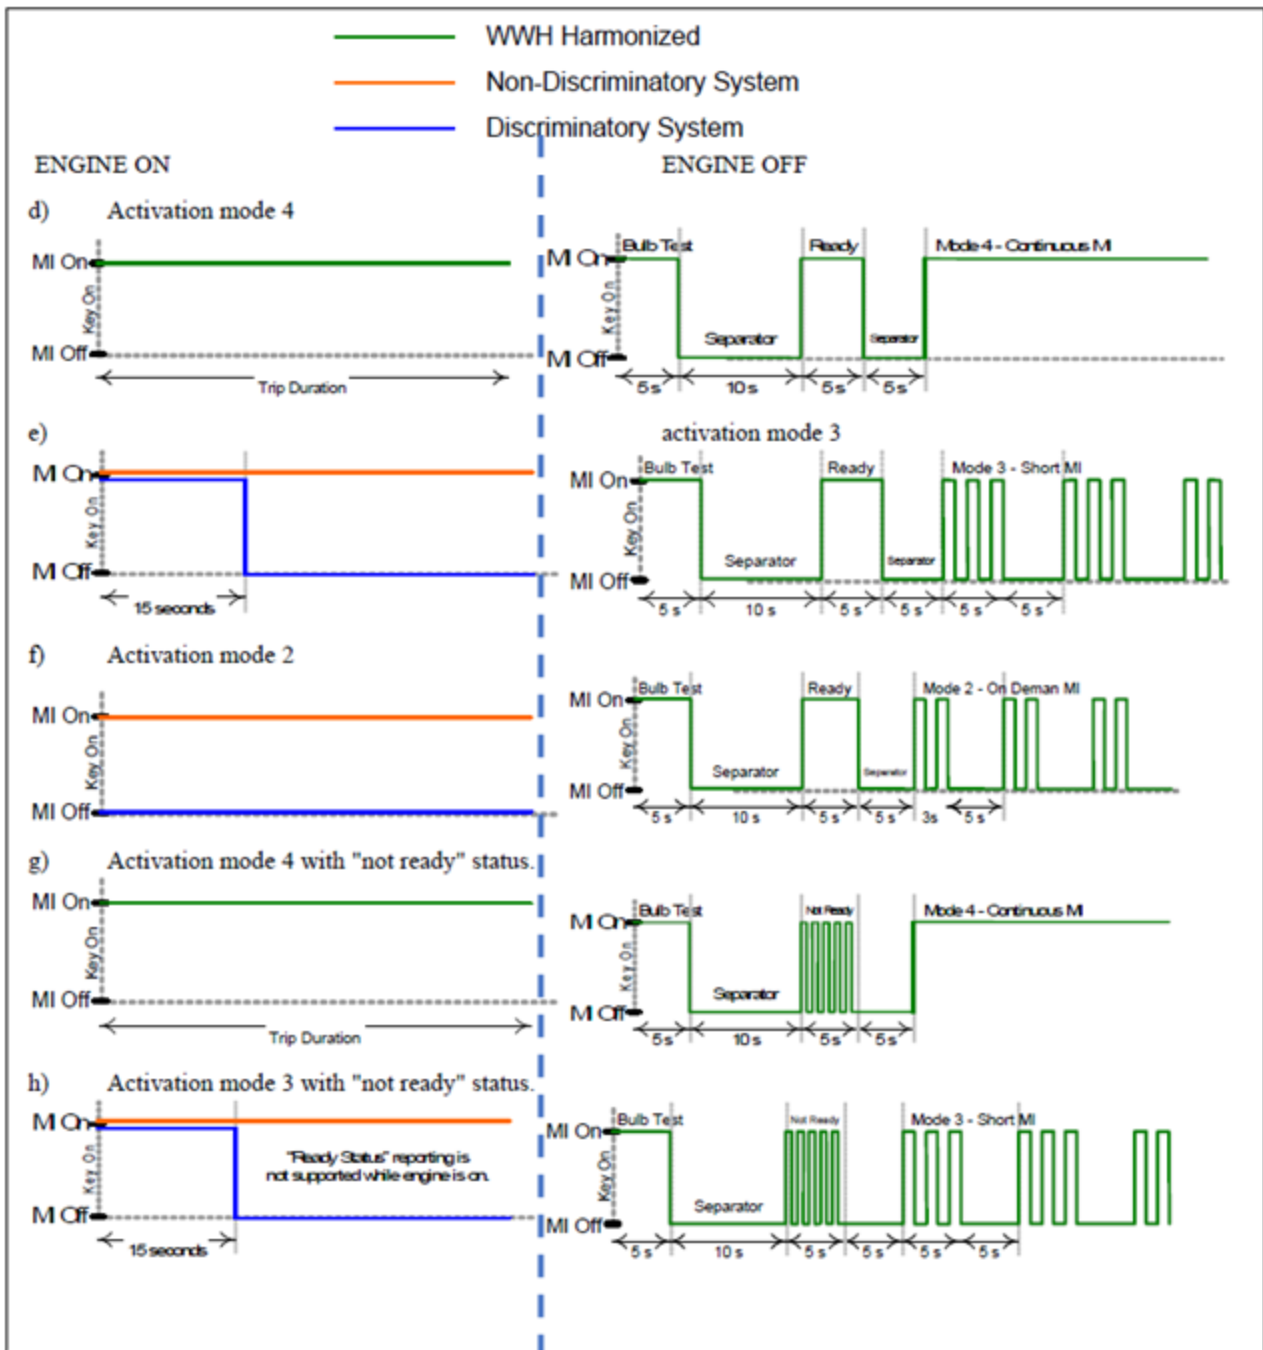 WWH Harmonized
Non-Discriminatory System
Discriminatory System
ENGINE ON
ENGINE OFF
d) Activation mode 4
MI On
Key On
MI Off
Trip Duration
Bulb Test
Ready
Mode 4 - Continuous MI
MI On
Key On
Separator
Separator
MI Off
5 s
10 s
5 s
5 s
e)
activation mode 3
MI On
Key On
MI Off
15 seconds
Bulb Test
Ready
Mode 3 - Short MI
MI On
Key On
Separator
Separator
MI Off
5 s
10 s
5 s
5 s
5 s
5 s
f) Activation mode 2
MI On
Key On
MI Off
Bulb Test
Ready
Mode 2 - On Deman MI
MI On
Key On
Separator
Separator
MI Off
5 s
10 s
5 s
5 s
3s
5 s
g) Activation mode 4 with "not ready" status.
MI On
Key On
MI Off
Trip Duration
Bulb Test
Not Ready
Mode 4 - Continuous MI
MI On
Key On
Separator
MI Off
5 s
10 s
5 s
5 s
h) Activation mode 3 with "not ready" status.
MI On
Key On
"Ready Status" reporting is
not supported while engine is on.
MI Off
15 seconds
Bulb Test
Not Ready
Mode 3 - Short MI
MI On
Key On
Separator
MI Off
5 s
10 s
5 s
5 s
5 s
5 s